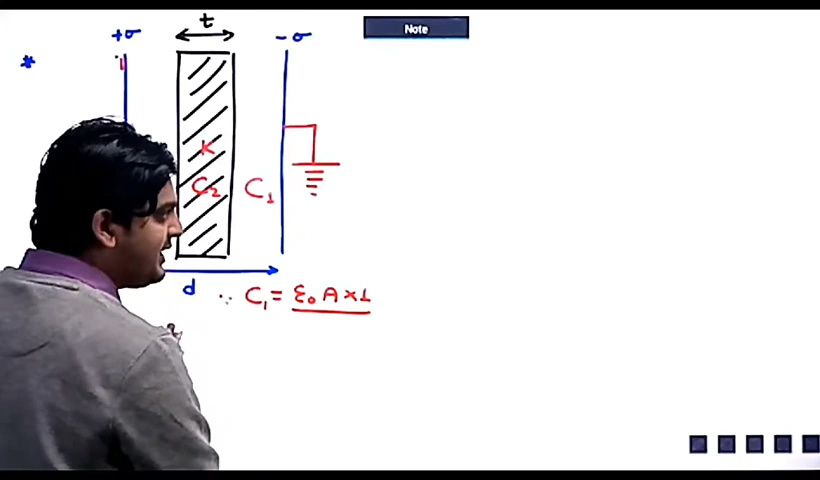 t
Note
+σ
-σ
*
K
C₂
C₁
d
∵ C₁ = ε₀ A × 1